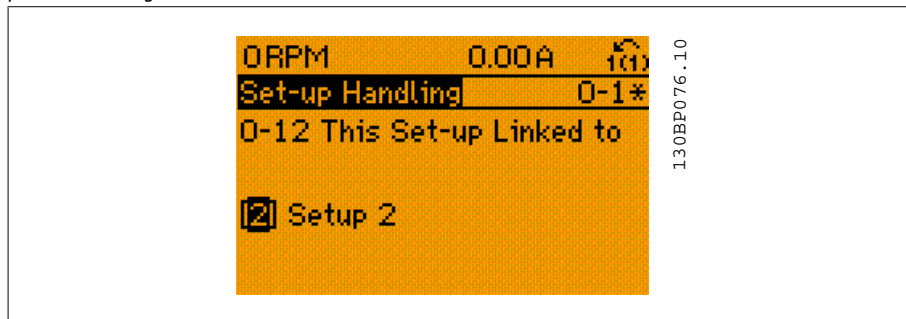 0RPM 0.00A 1(1)
Set-up Handling 0-1*
0-12 This Set-up Linked to
[2] Setup 2
130BP076.10